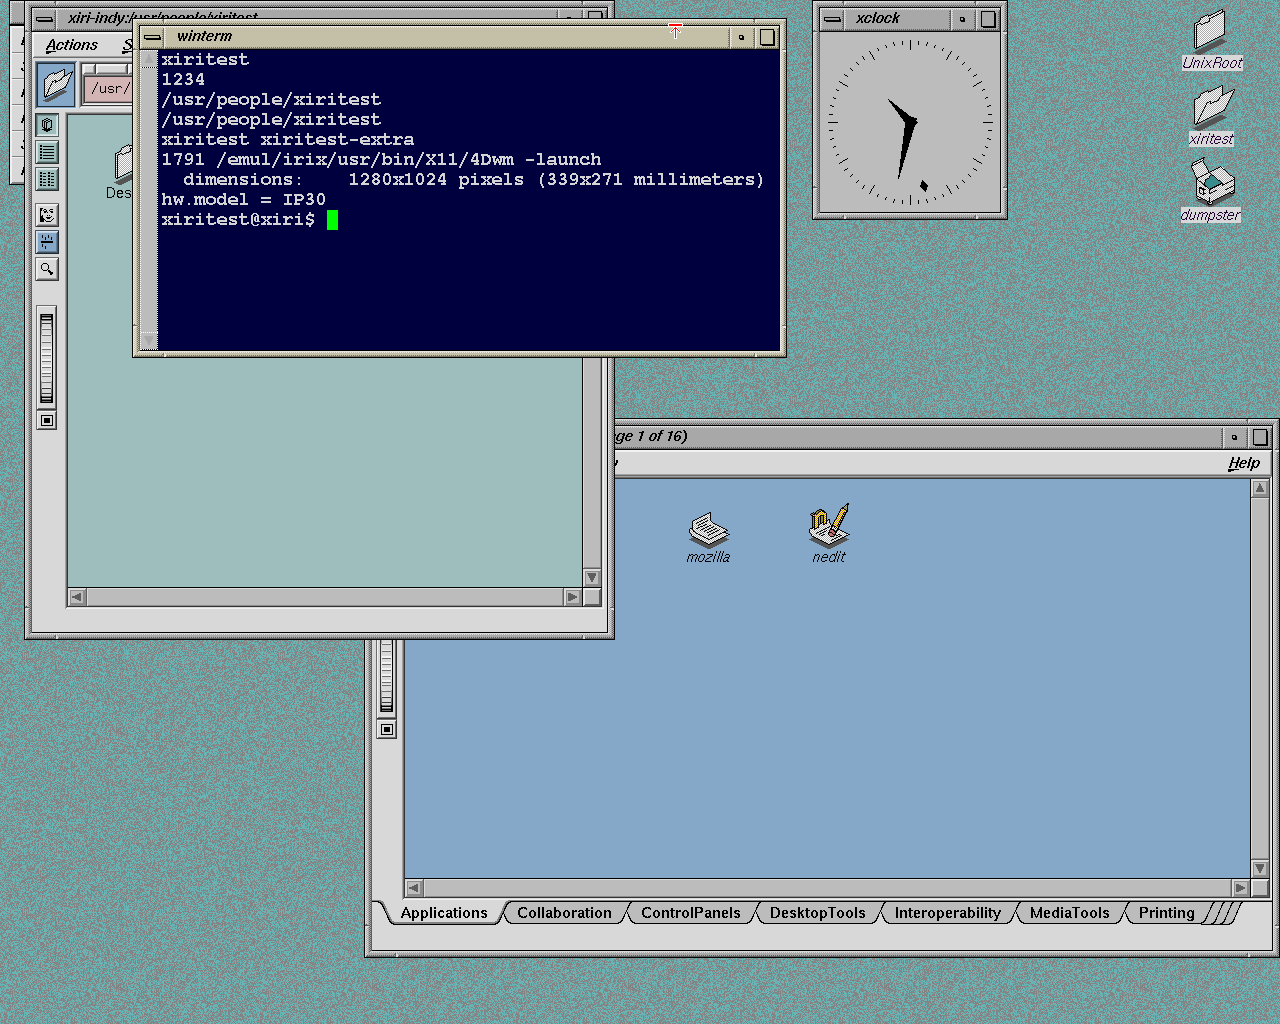 xiri-indy:/usr/people/xiritest
Actions
/usr/
Des
winterm
xiritest
1234
/usr/people/xiritest
/usr/people/xiritest
xiritest xiritest-extra
1791 /emul/irix/usr/bin/X11/4Dwm -launch
dimensions: 1280x1024 pixels (339x271 millimeters)
hw.model = IP30
xiritest@xiri$
xclock
UnixRoot
xiritest
dumpster
ge 1 of 16)
Help
mozilla
nedit
Applications
Collaboration
ControlPanels
DesktopTools
Interoperability
MediaTools
Printing